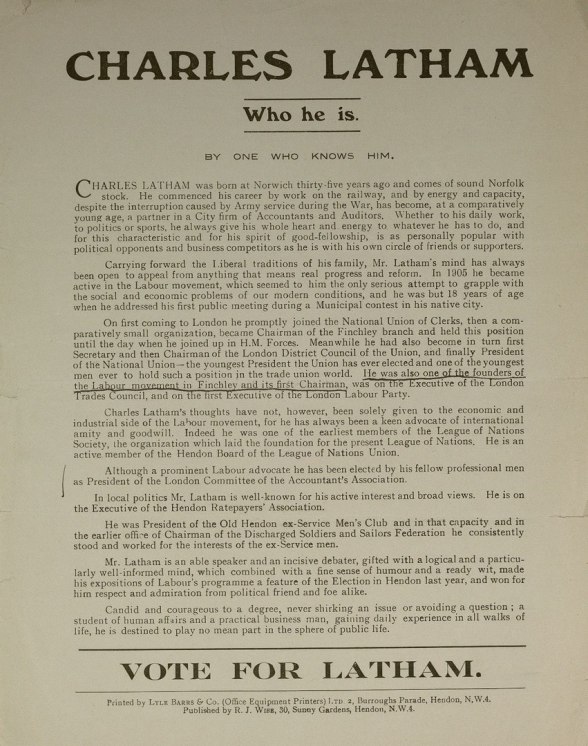 CHARLES LATHAM
Who he is.
BY ONE WHO KNOWS HIM.
CHARLES LATHAM was born at Norwich thirty-five years ago and comes of sound Norfolk
stock. He commenced his career by work on the railway, and by energy and capacity,
despite the interruption caused by Army service during the War, has become, at a comparatively
young age, a partner in a City firm of Accountants and Auditors. Whether to his daily work,
to politics or sports, he always give his whole heart and energy to whatever he has to do, and
for this characteristic and for his spirit of good-fellowship, is as personally popular with
political opponents and business competitors as he is with his own circle of friends or supporters.
Carrying forward the Liberal traditions of his family, Mr. Latham's mind has always
been open to appeal from anything that means real progress and reform. In 1905 he became
active in the Labour movement, which seemed to him the only serious attempt to grapple with
the social and economic problems of our modern conditions, and he was but 18 years of age
when he addressed his first public meeting during a Municipal contest in his native city.
On first coming to London he promptly joined the National Union of Clerks, then a com-
paratively small organization, became Chairman of the Finchley branch and held this position
until the day when he joined up in H.M. Forces. Meanwhile he had also become in turn first
Secretary and then Chairman of the London District Council of the Union, and finally President
of the National Union—the youngest President the Union has ever elected and one of the youngest
men ever to hold such a position in the trade union world. He was also one of the founders of
the Labour movement in Finchley and its first Chairman, was on the Executive of the London
Trades Council, and on the first Executive of the London Labour Party.
Charles Latham's thoughts have not, however, been solely given to the economic and
industrial side of the Labour movement, for he has always been a keen advocate of international
amity and goodwill. Indeed he was one of the earliest members of the League of Nations
Society, the organization which laid the foundation for the present League of Nations. He is an
active member of the Hendon Board of the League of Nations Union.
Although a prominent Labour advocate he has been elected by his fellow professional men
as President of the London Committee of the Accountant's Association.
In local politics Mr. Latham is well-known for his active interest and broad views. He is on
the Executive of the Hendon Ratepayers' Association.
He was President of the Old Hendon ex-Service Men's Club and in that capacity and in
the earlier office of Chairman of the Discharged Soldiers and Sailors Federation he consistently
stood and worked for the interests of the ex-Service men.
Mr. Latham is an able speaker and an incisive debater, gifted with a logical and a particu-
larly well-informed mind, which combined with a fine sense of humour and a ready wit, made
his expositions of Labour's programme a feature of the Election in Hendon last year, and won for
him respect and admiration from political friend and foe alike.
Candid and courageous to a degree, never shirking an issue or avoiding a question ; a
student of human affairs and a practical business man, gaining daily experience in all walks of
life, he is destined to play no mean part in the sphere of public life.
VOTE FOR LATHAM.
Printed by LYLE BARRS & Co. (Office Equipment Printers) LTD. 2, Burroughs Parade, Hendon, N.W.4.
Published by R. J. WISE, 30, Sunny Gardens, Hendon, N.W.4.